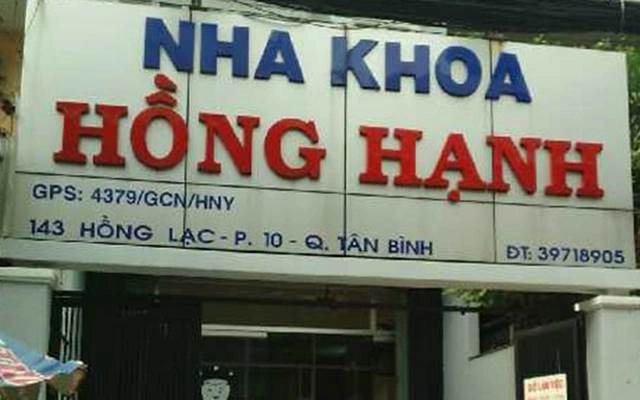 NHA KHOA
HỒNG HẠNH
GPS: 4379/GCN/HNY
143 HỒNG LẠC - P. 10 - Q. TÂN BÌNH
ĐT: 39718905